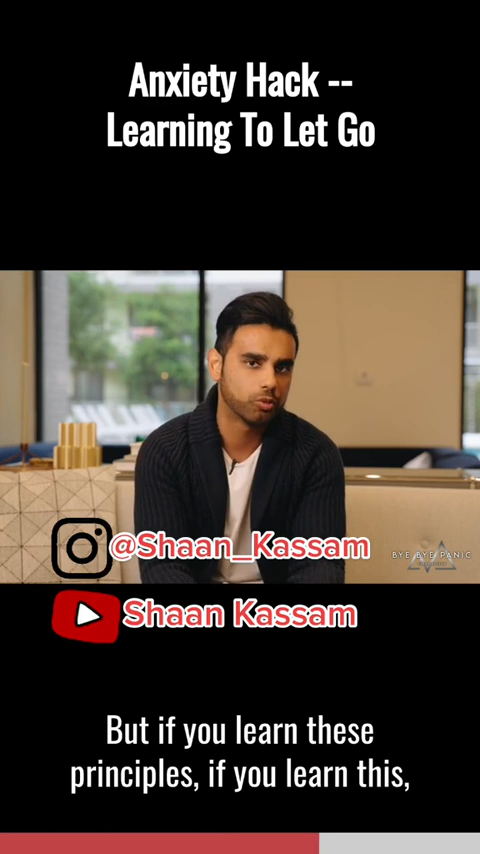 Anxiety Hack --
Learning To Let Go
@Shaan_Kassam
BYE BYE PANIC
Shaan Kassam
But if you learn these
principles, if you learn this,